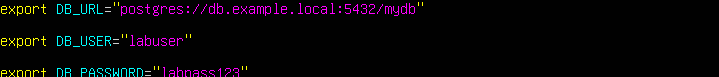 export DB_URL="postgres://db.example.local:5432/mydb"
export DB_USER="labuser"
export DB_PASSWORD="labpass123"